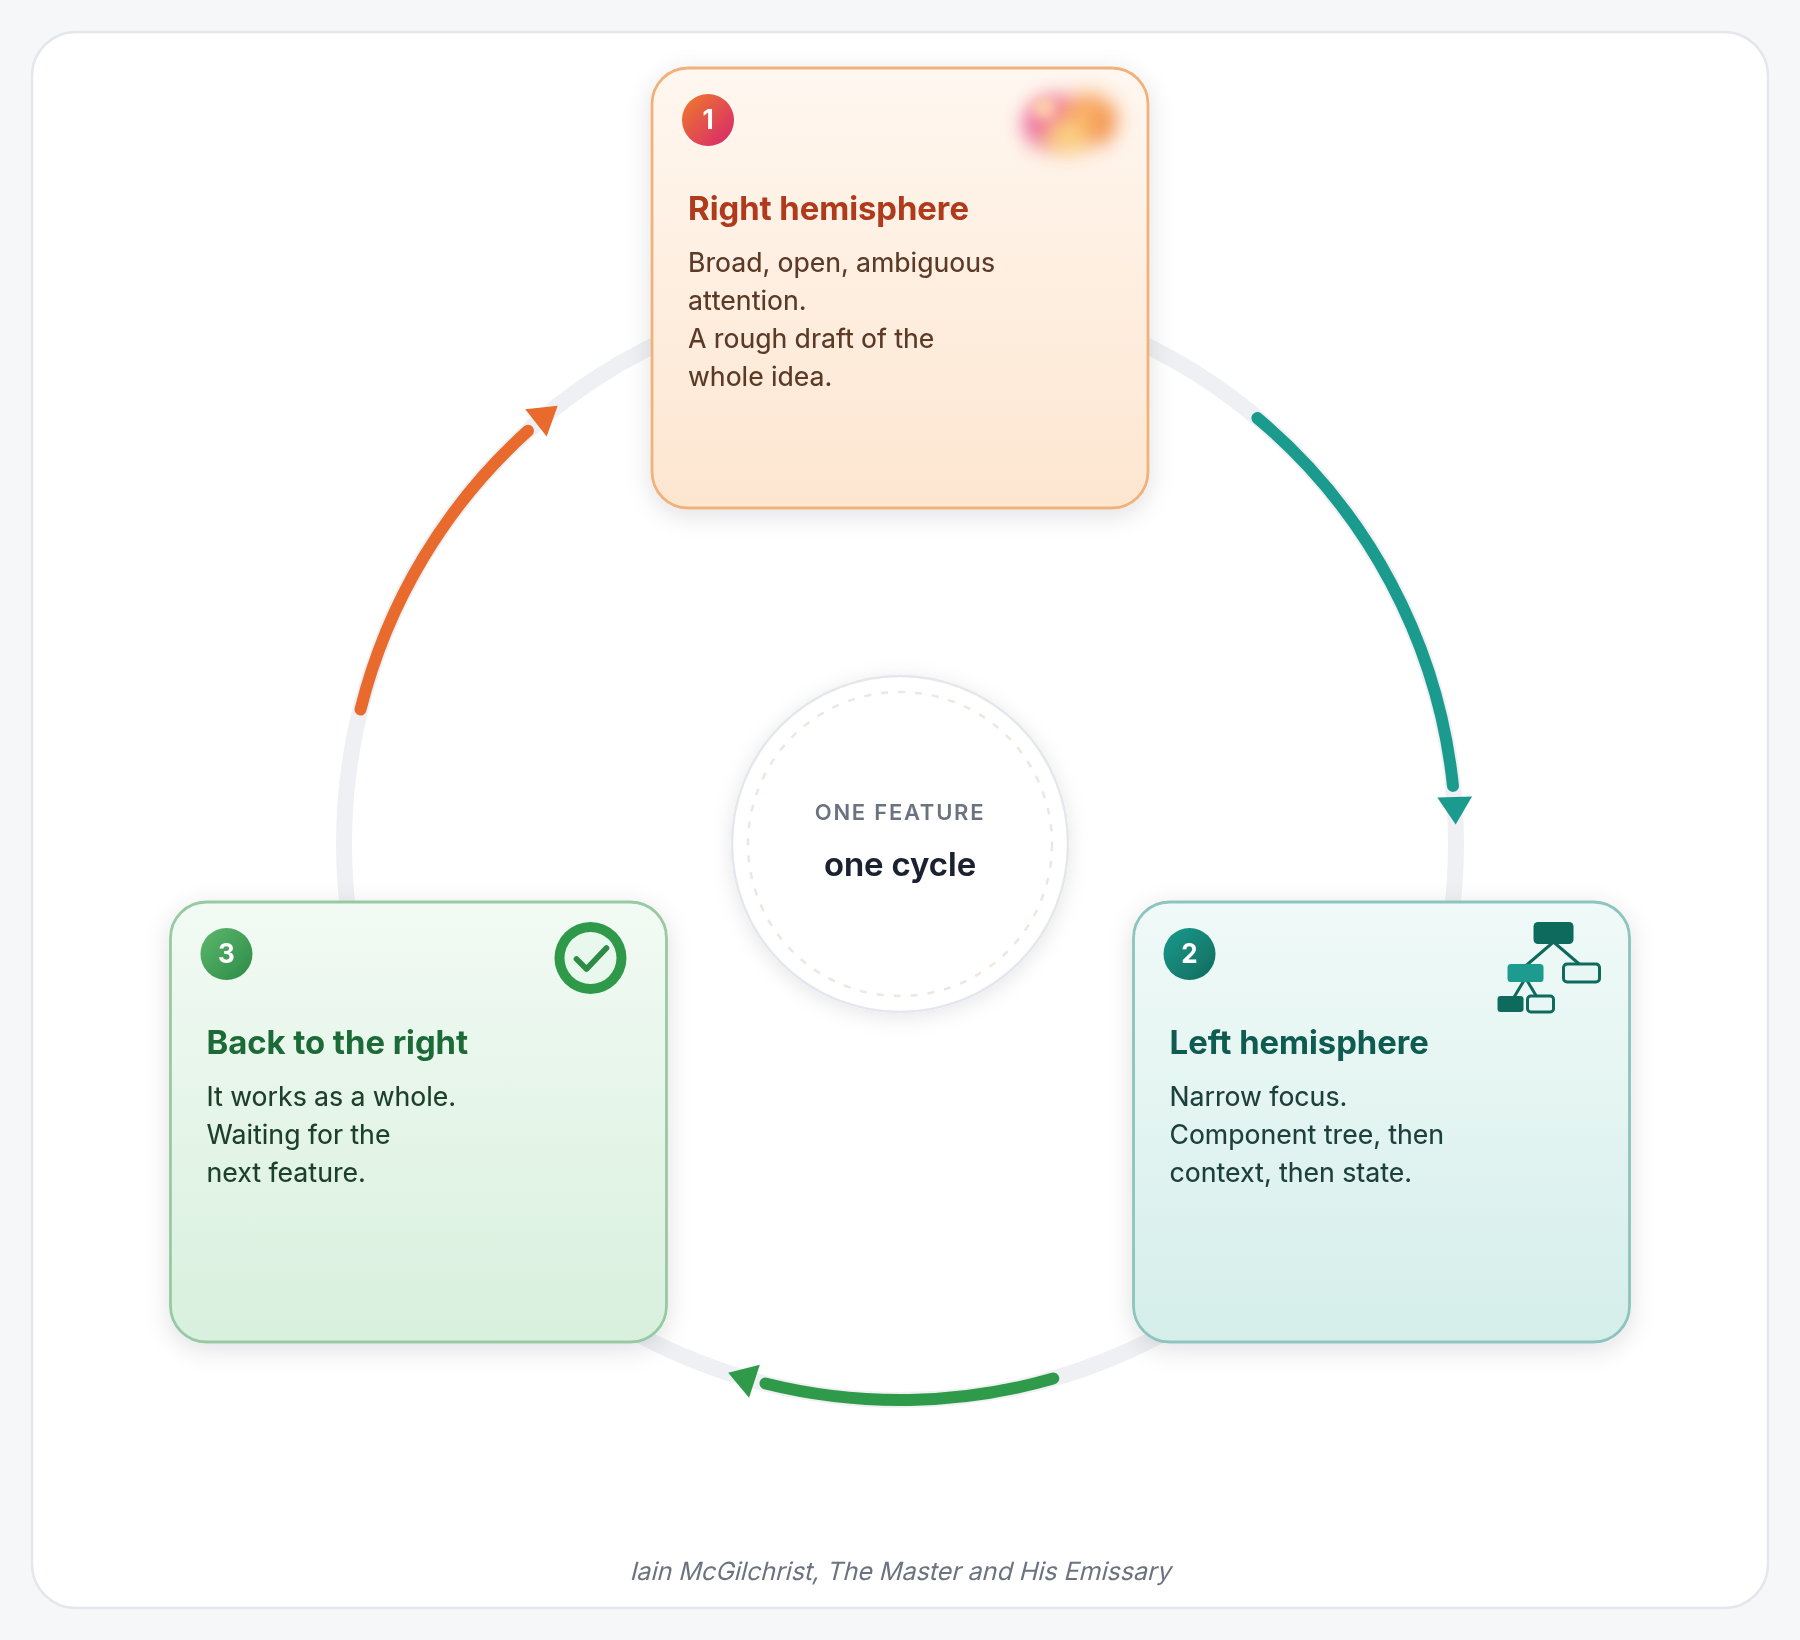 1
Right hemisphere
Broad, open, ambiguous
attention.
A rough draft of the
whole idea.
ONE FEATURE
one cycle
2
Left hemisphere
Narrow focus.
Component tree, then
context, then state.
3
Back to the right
It works as a whole.
Waiting for the
next feature.
Iain McGilchrist, The Master and His Emissary